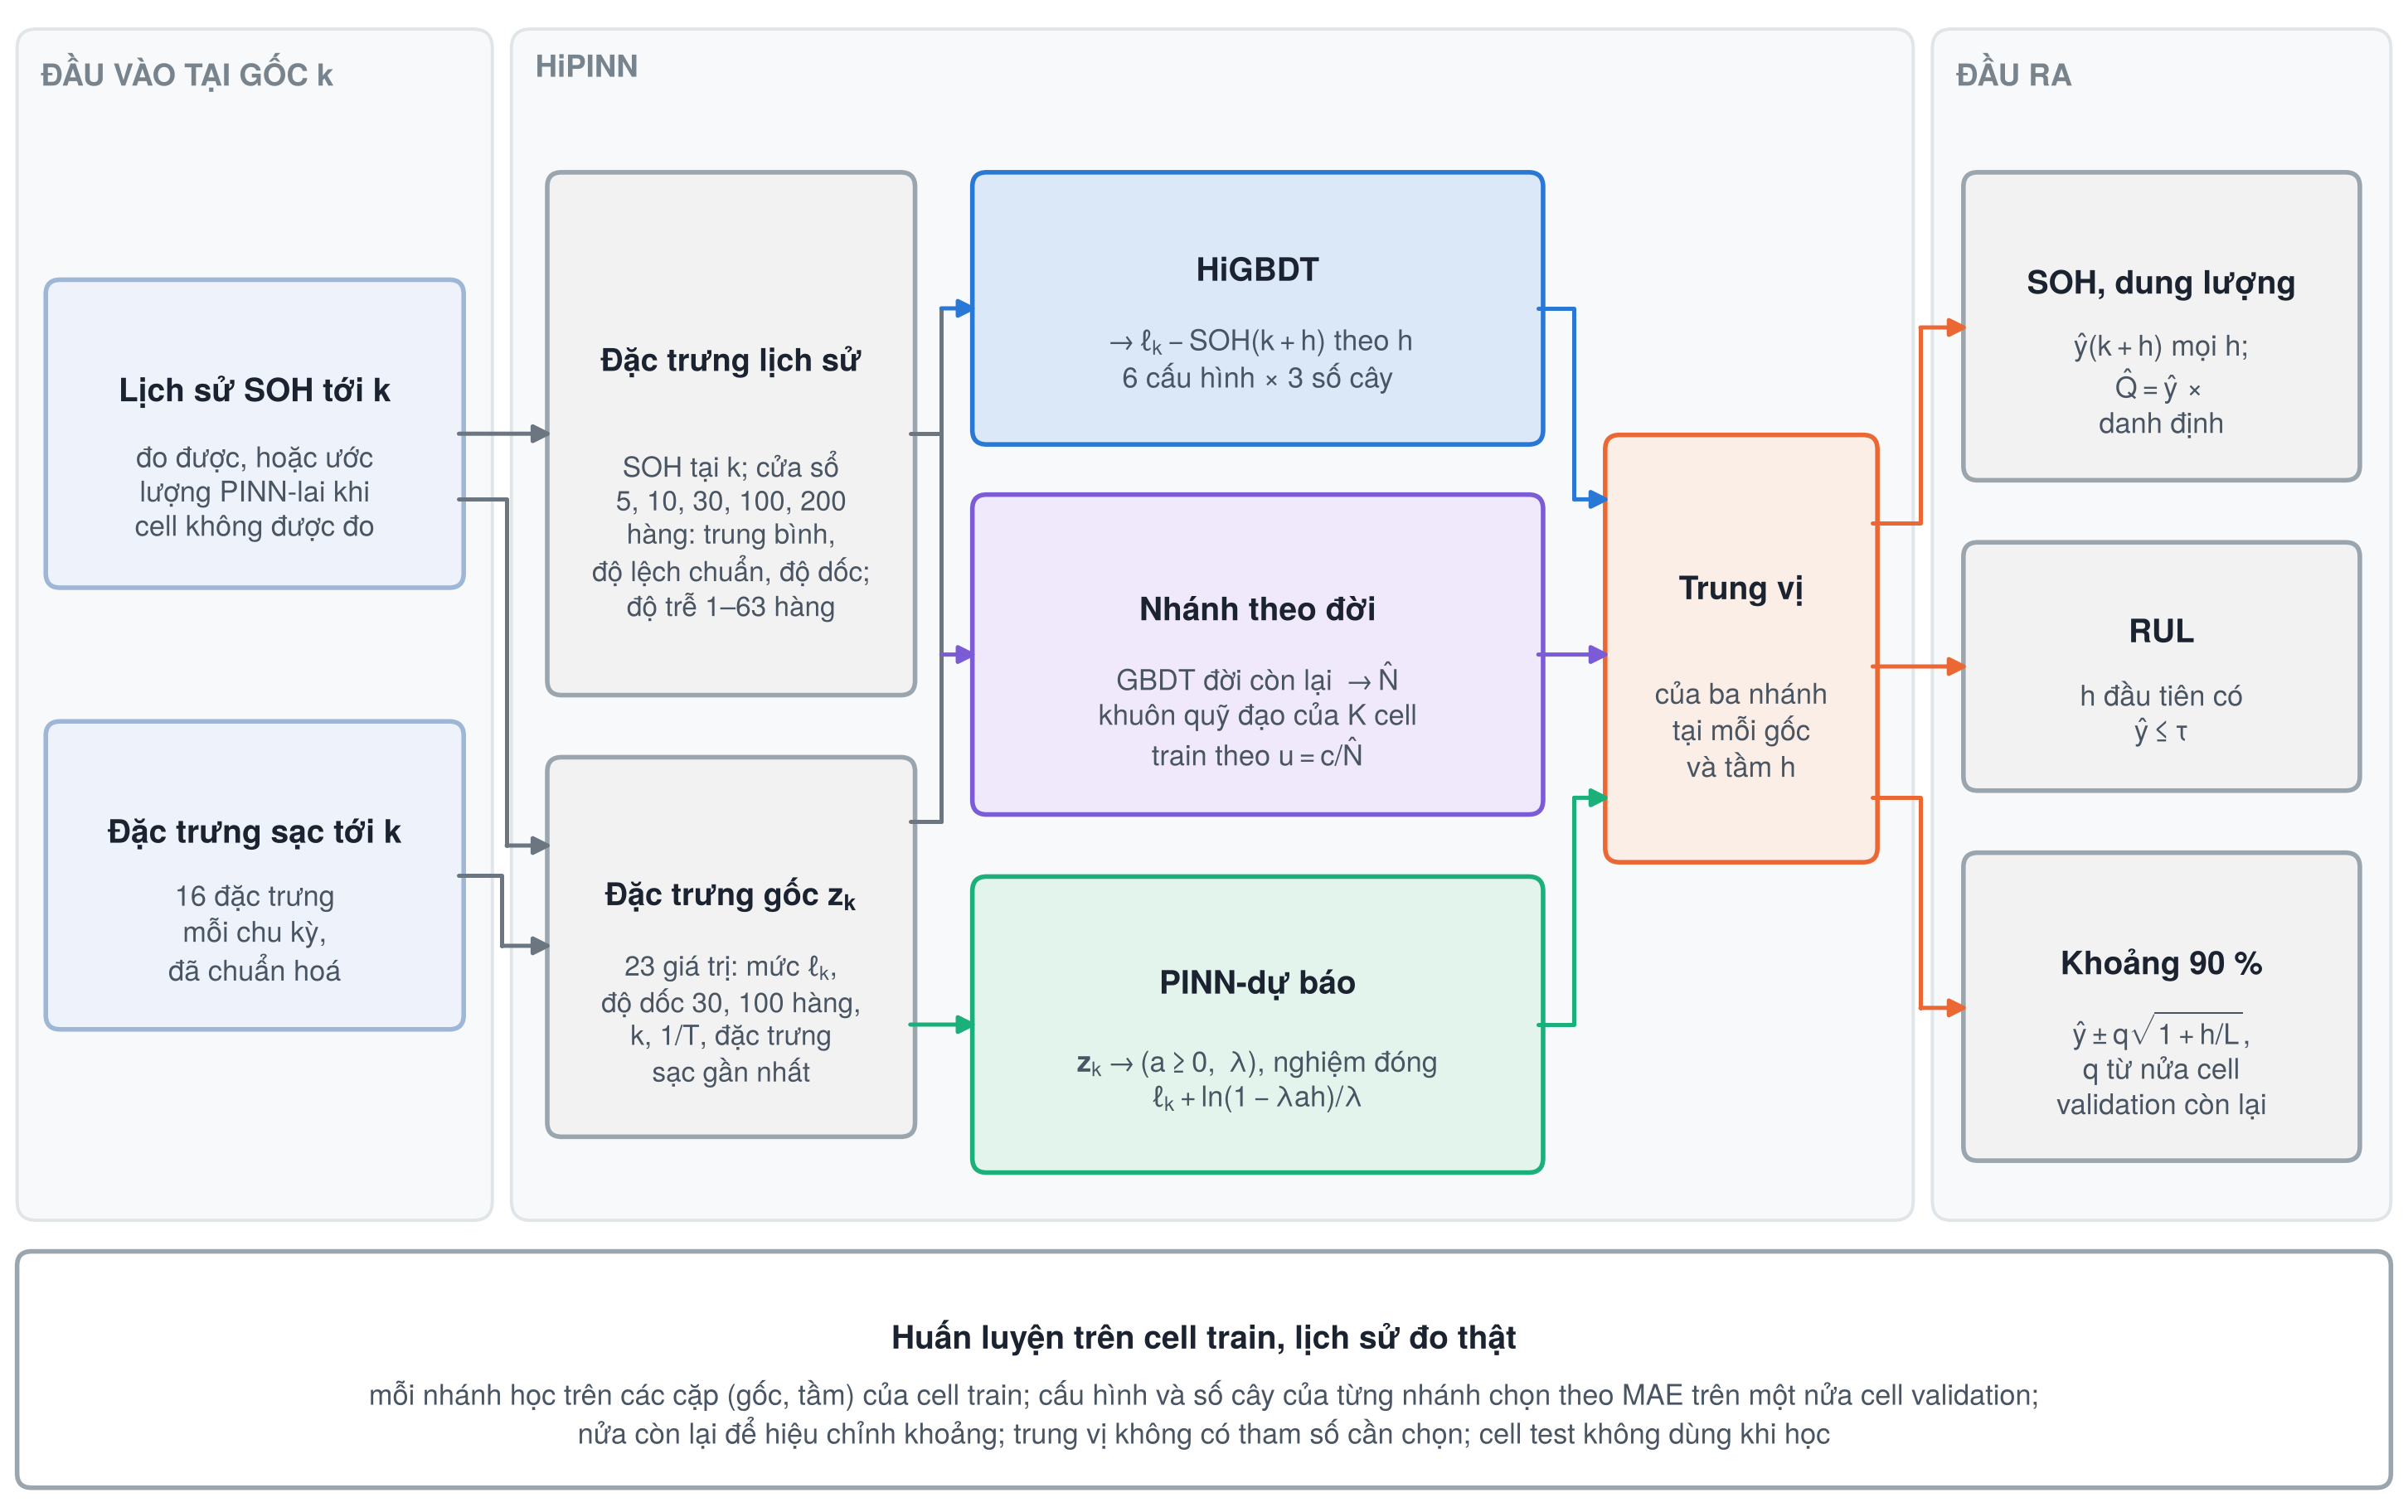 ĐẦU VÀO TẠI GỐC k
Lịch sử SOH tới k
đo được, hoặc ước
lượng PINN-lai khi
cell không được đo
Đặc trưng sạc tới k
16 đặc trưng
mỗi chu kỳ,
đã chuẩn hoá
HiPINN
Đặc trưng lịch sử
SOH tại k; cửa sổ
5, 10, 30, 100, 200
hàng: trung bình,
độ lệch chuẩn, độ dốc;
độ trễ 1–63 hàng
Đặc trưng gốc zₖ
23 giá trị: mức ℓₖ,
độ dốc 30, 100 hàng,
k, 1/T, đặc trưng
sạc gần nhất
HiGBDT
→ ℓₖ − SOH(k + h) theo h
6 cấu hình × 3 số cây
Nhánh theo đời
GBDT đời còn lại → N̂
khuôn quỹ đạo của K cell
train theo u = c/N̂
PINN-dự báo
zₖ → (a ≥ 0, λ), nghiệm đóng
ℓₖ + ln(1 − λah)/λ
Trung vị
của ba nhánh
tại mỗi gốc
và tầm h
ĐẦU RA
SOH, dung lượng
ŷ(k + h) mọi h;
Q̂ = ŷ ×
danh định
RUL
h đầu tiên có
ŷ ≤ τ
Khoảng 90 %
ŷ ± q√1 + h/L,
q từ nửa cell
validation còn lại
Huấn luyện trên cell train, lịch sử đo thật
mỗi nhánh học trên các cặp (gốc, tầm) của cell train; cấu hình và số cây của từng nhánh chọn theo MAE trên một nửa cell validation;
nửa còn lại để hiệu chỉnh khoảng; trung vị không có tham số cần chọn; cell test không dùng khi học